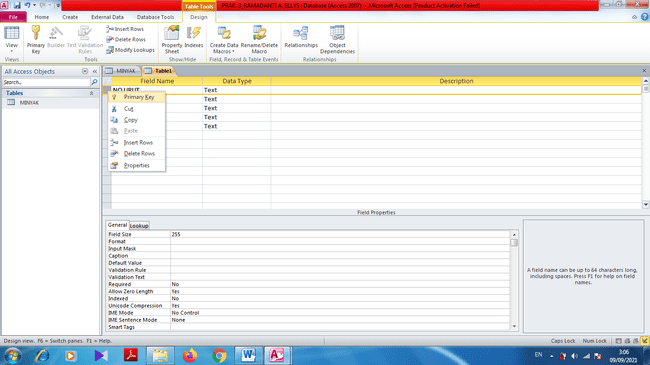 Table Tools
PRAK. 3_RAMADANTI.A-TLLYS : Database (Access 2007) - Microsoft Access (Product Activation Failed)
File Home Create External Data Database Tools Design
View
Primary Key
Builder
Test Validation Rules
Insert Rows
Delete Rows
Modify Lookups
Property Sheet
Indexes
Create Data Macros
Rename/Delete Macro
Relationships
Object Dependencies
Views Tools Show/Hide Field, Record & Table Events Relationships
All Access Objects
Search..
Tables
MINYAK
MINYAK Table1
Field Name Data Type Description
NO URUT Text
Text
Text
Text
Primary Key
Cut
Copy
Paste
Insert Rows
Delete Rows
Properties
Field Properties
General Lookup
Field Size 255
Format
Input Mask
Caption
Default Value
Validation Rule
Validation Text
Required No
Allow Zero Length Yes
Indexed No
Unicode Compression Yes
IME Mode No Control
IME Sentence Mode None
Smart Tags
A field name can be up to 64 characters long,
including spaces. Press F1 for help on field
names.
Design view. F6 = Switch panes. F1 = Help. Caps Lock Num Lock
EN
3:06
09/09/2021